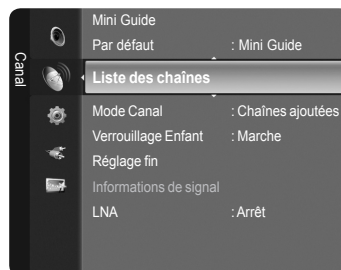 Canal
Mini Guide
Par défaut : Mini Guide
Liste des chaînes
Mode Canal : Chaînes ajoutées
Verrouillage Enfant : Marche
Réglage fin
Informations de signal
LNA : Arrêt